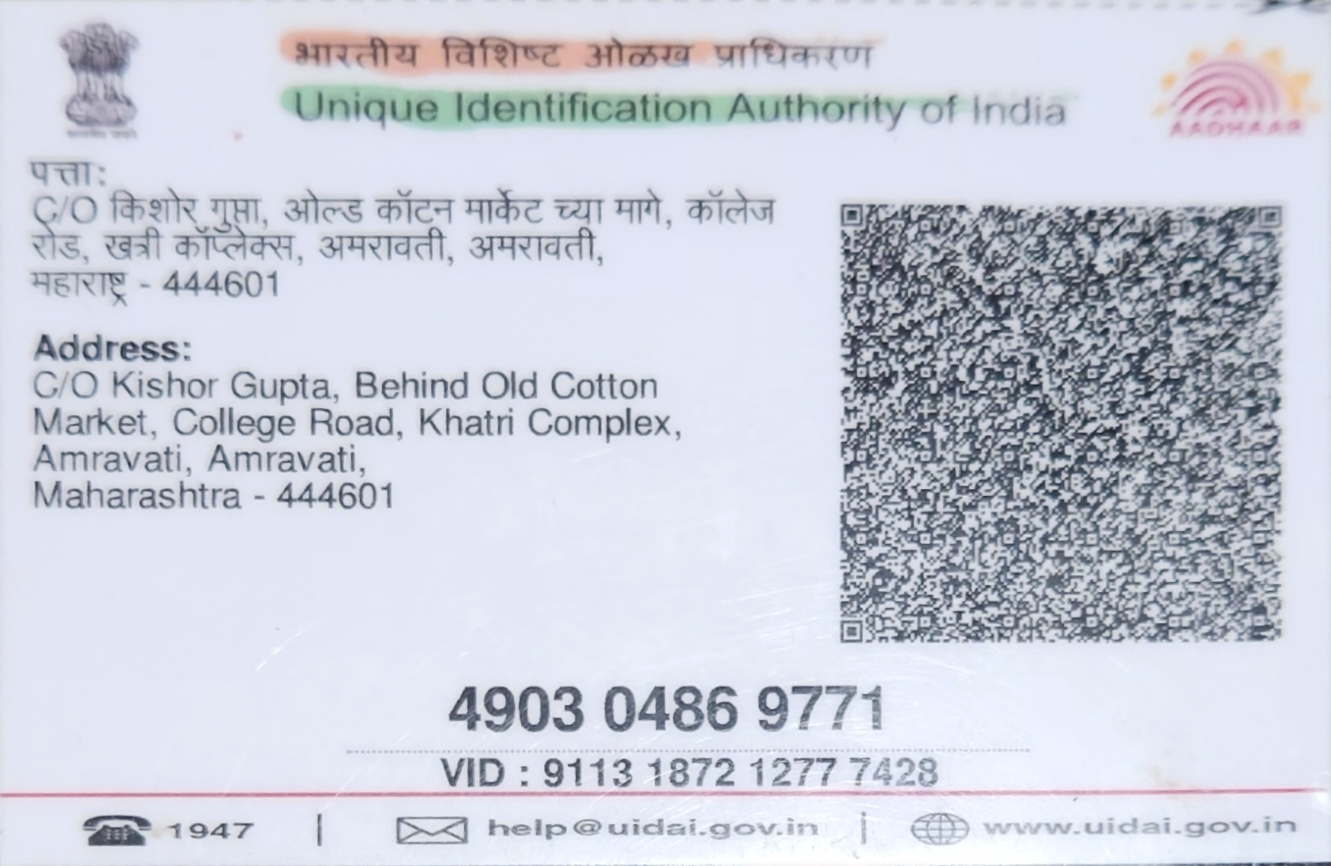 भारतीय विशिष्ट ओळख प्राधिकरण
Unique Identification Authority of India
AADHAAR
पत्ता:
C/O किशोर गुप्ता, ओल्ड कॉटन मार्केट च्या मागे, कॉलेज
रोड, खत्री कॉप्लेक्स, अमरावती, अमरावती,
महाराष्ट्र - 444601
Address:
C/O Kishor Gupta, Behind Old Cotton
Market, College Road, Khatri Complex,
Amravati, Amravati,
Maharashtra - 444601
4903 0486 9771
VID : 9113 1872 1277 7428
1947 | help@uidai.gov.in | www.uidai.gov.in